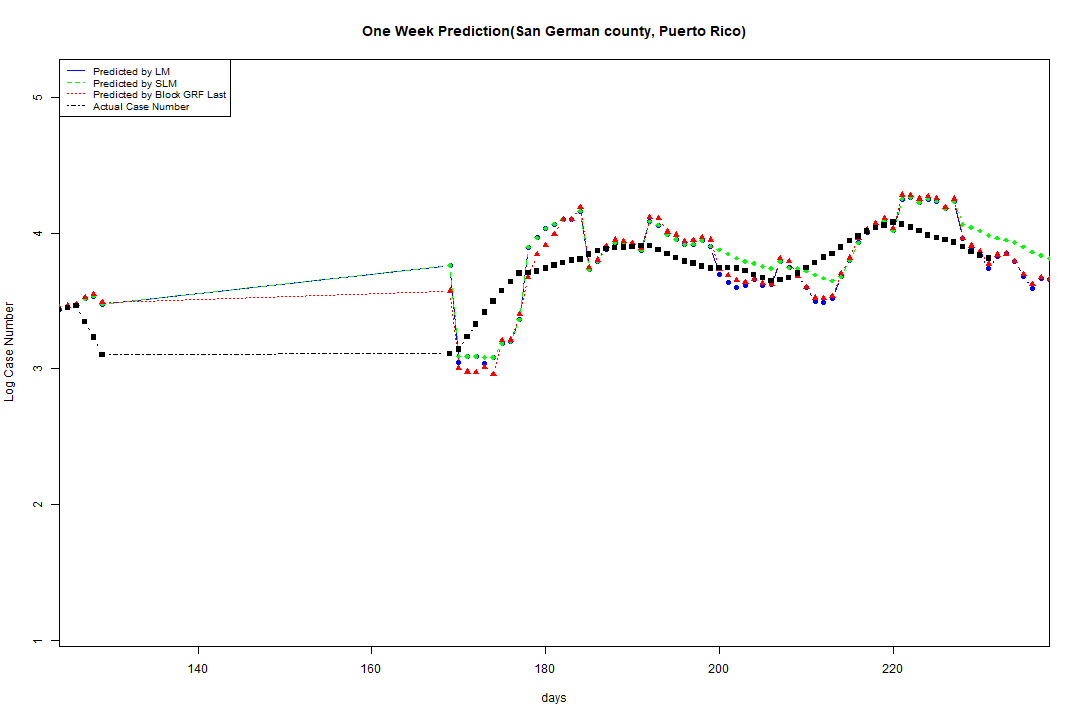 One Week Prediction(San German county, Puerto Rico)
Predicted by LM
Predicted by SLM
Predicted by Block GRF Last
Actual Case Number
5
4
3
2
1
Log Case Number
140 160 180 200 220
days